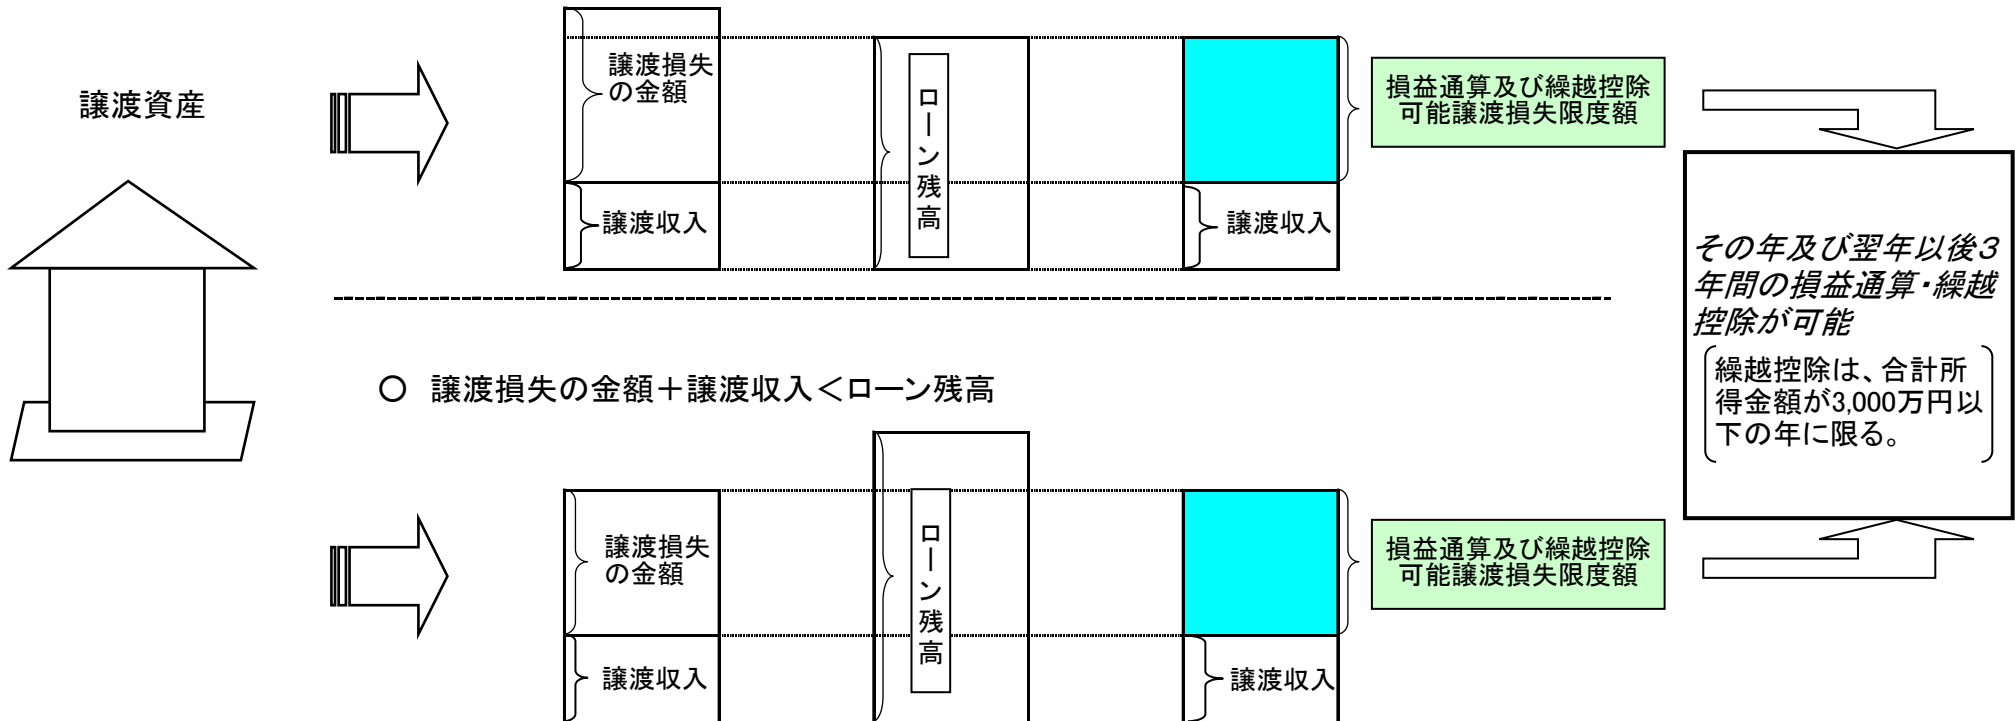 譲渡資産
譲渡損失
の金額
譲渡収入
ローン残高
譲渡収入
損益通算及び繰越控除
可能譲渡損失限度額
その年及び翌年以後3
年間の損益通算・繰越
控除が可能
繰越控除は、合計所
得金額が3,000万円以
下の年に限る。
○ 譲渡損失の金額+譲渡収入<ローン残高
譲渡損失
の金額
譲渡収入
ローン残高
譲渡収入
損益通算及び繰越控除
可能譲渡損失限度額